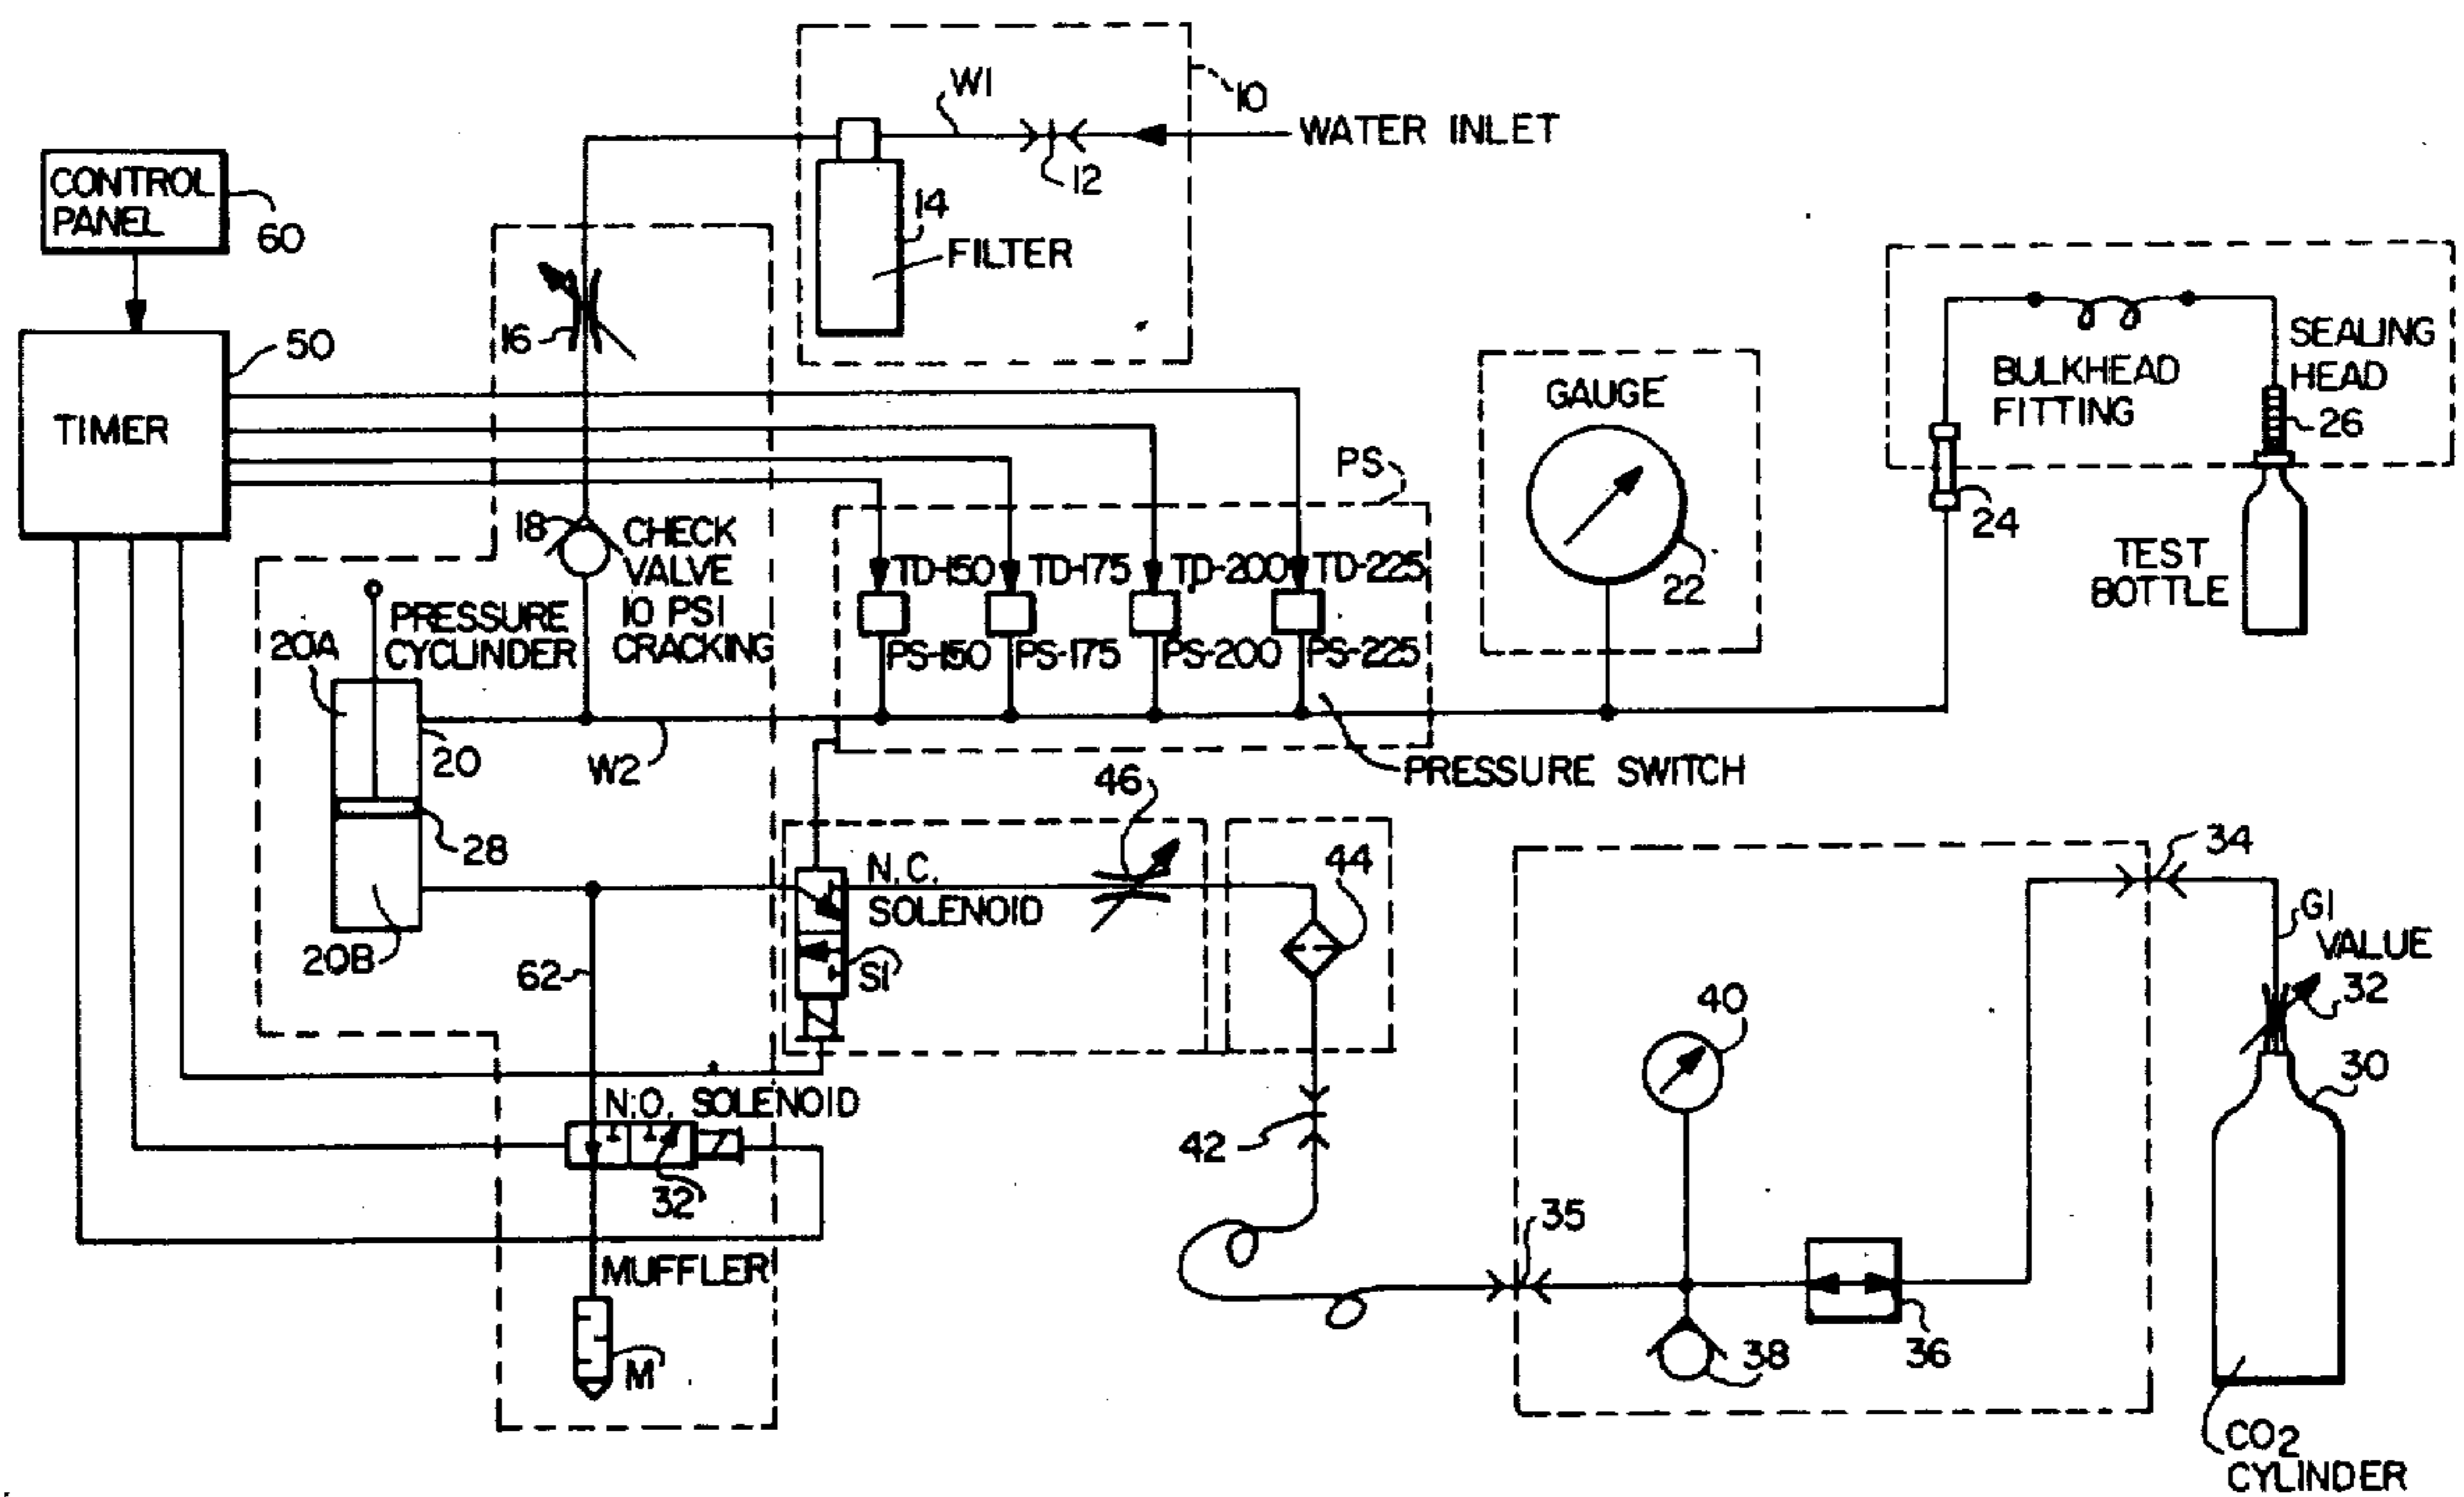 10
W1
WATER INLET
12
14
FILTER
CONTROL
PANEL
60
16
50
TIMER
SEALING
HEAD
26
BULKHEAD
FITTING
24
TEST
BOTTLE
GAUGE
22
PS
18
CHECK
VALVE
10 PSI
CRACKING
TD-150 TD-175 TD-200 TD-225
PS-150 PS-175 PS-200 PS-225
PRESSURE
CYCLINDER
20A
20
W2
PRESSURE SWITCH
28
46
44
N.C.
SOLENOID
20B
62
S1
34
G1
VALUE
32
30
40
N.O. SOLENOID
32
42
35
MUFFLER
M
38
36
CO2
CYLINDER